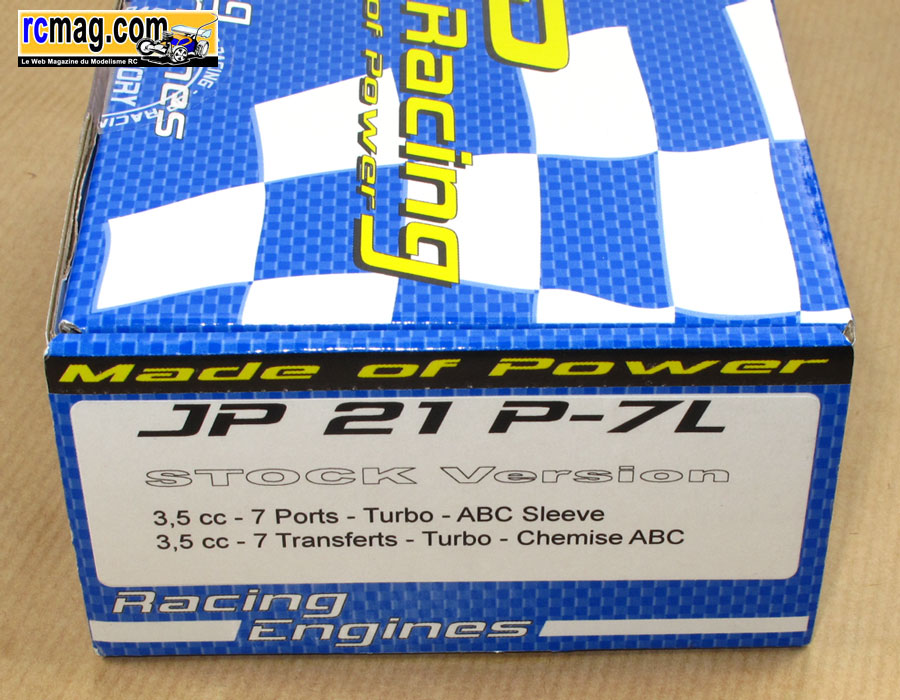 rcmag.com
Le Web Magazine du Modelisme RC
Racing
of Power
Made of Power
JP 21 P-7L
STOCK Version
3,5 cc - 7 Ports - Turbo - ABC Sleeve
3,5 cc - 7 Transferts - Turbo - Chemise ABC
Racing
Engines